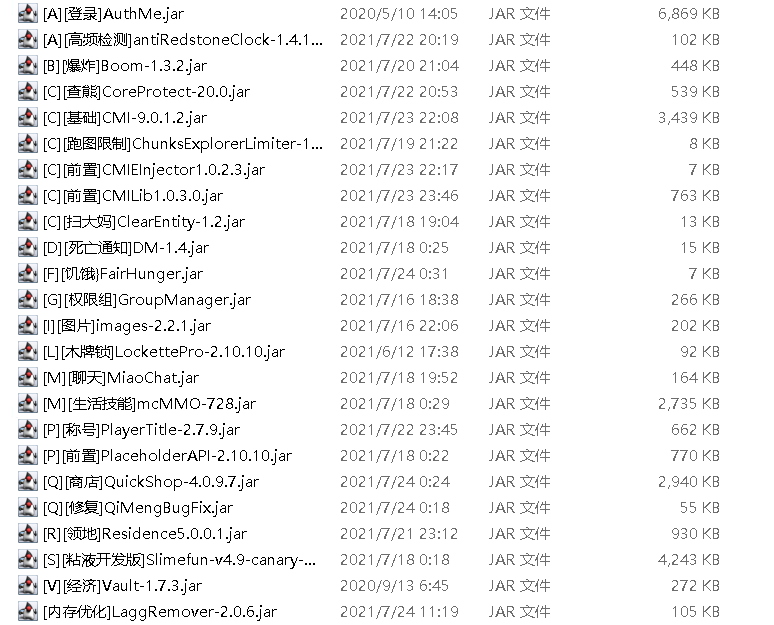 [A][登录]AuthMe.jar 2020/5/10 14:05 JAR 文件 6,869 KB
[A][高频检测]antiRedstoneClock-1.4.1... 2021/7/22 20:19 JAR 文件 102 KB
[B][爆炸]Boom-1.3.2.jar 2021/7/20 21:04 JAR 文件 448 KB
[C][查熊]CoreProtect-20.0.jar 2021/7/22 20:53 JAR 文件 539 KB
[C][基础]CMI-9.0.1.2.jar 2021/7/23 22:08 JAR 文件 3,439 KB
[C][跑图限制]ChunksExplorerLimiter-1... 2021/7/19 21:22 JAR 文件 8 KB
[C][前置]CMIEInjector1.0.2.3.jar 2021/7/23 22:17 JAR 文件 7 KB
[C][前置]CMILib1.0.3.0.jar 2021/7/23 23:46 JAR 文件 763 KB
[C][扫大妈]ClearEntity-1.2.jar 2021/7/18 19:04 JAR 文件 13 KB
[D][死亡通知]DM-1.4.jar 2021/7/18 0:25 JAR 文件 15 KB
[F][饥饿}FairHunger.jar 2021/7/24 0:31 JAR 文件 7 KB
[G][权限组]GroupManager.jar 2021/7/16 18:38 JAR 文件 266 KB
[I][图片]images-2.2.1.jar 2021/7/16 22:06 JAR 文件 202 KB
[L][木牌锁]LockettePro-2.10.10.jar 2021/6/12 17:38 JAR 文件 92 KB
[M][聊天]MiaoChat.jar 2021/7/18 19:52 JAR 文件 164 KB
[M][生活技能]mcMMO-728.jar 2021/7/18 0:29 JAR 文件 2,735 KB
[P][称号]PlayerTitle-2.7.9.jar 2021/7/22 23:45 JAR 文件 662 KB
[P][前置]PlaceholderAPI-2.10.10.jar 2021/7/18 0:22 JAR 文件 770 KB
[Q][商店]QuickShop-4.0.9.7.jar 2021/7/24 0:24 JAR 文件 2,940 KB
[Q][修复]QiMengBugFix.jar 2021/7/24 0:18 JAR 文件 55 KB
[R][领地]Residence5.0.0.1.jar 2021/7/21 23:12 JAR 文件 930 KB
[S][粘液开发版]Slimefun-v4.9-canary-... 2021/7/18 0:18 JAR 文件 4,243 KB
[V][经济]Vault-1.7.3.jar 2020/9/13 6:45 JAR 文件 272 KB
[内存优化]LaggRemover-2.0.6.jar 2021/7/24 11:19 JAR 文件 105 KB